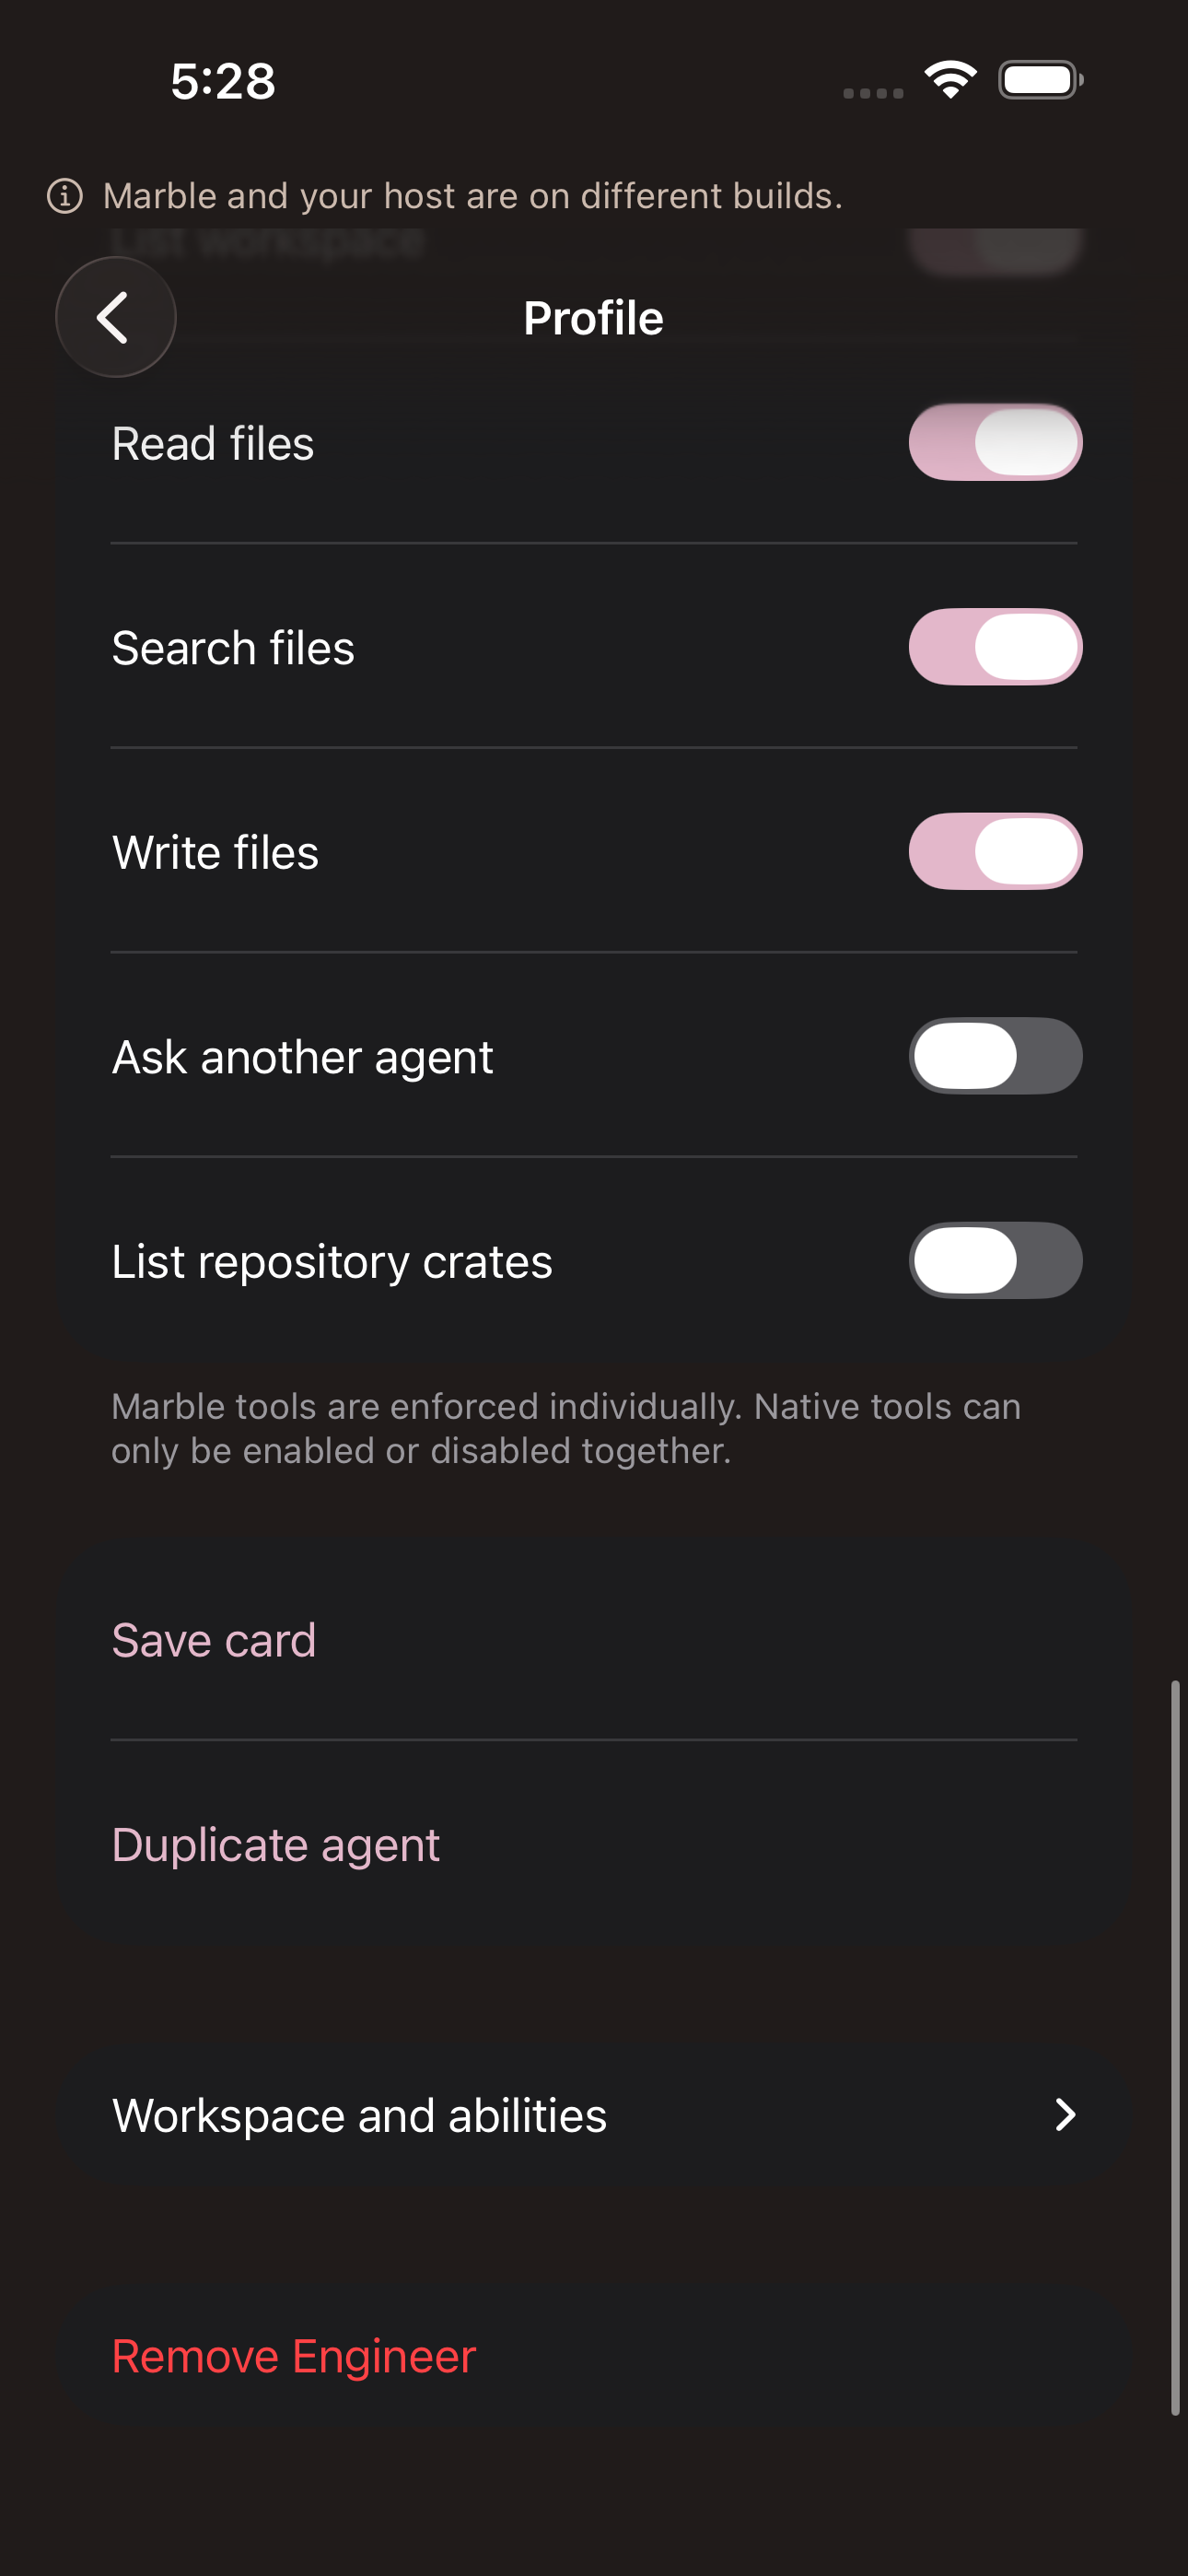 5:28
Marble and your host are on different builds.
List workspace
Profile
Read files
Search files
Write files
Ask another agent
List repository crates
Marble tools are enforced individually. Native tools can
only be enabled or disabled together.
Save card
Duplicate agent
Workspace and abilities
Remove Engineer